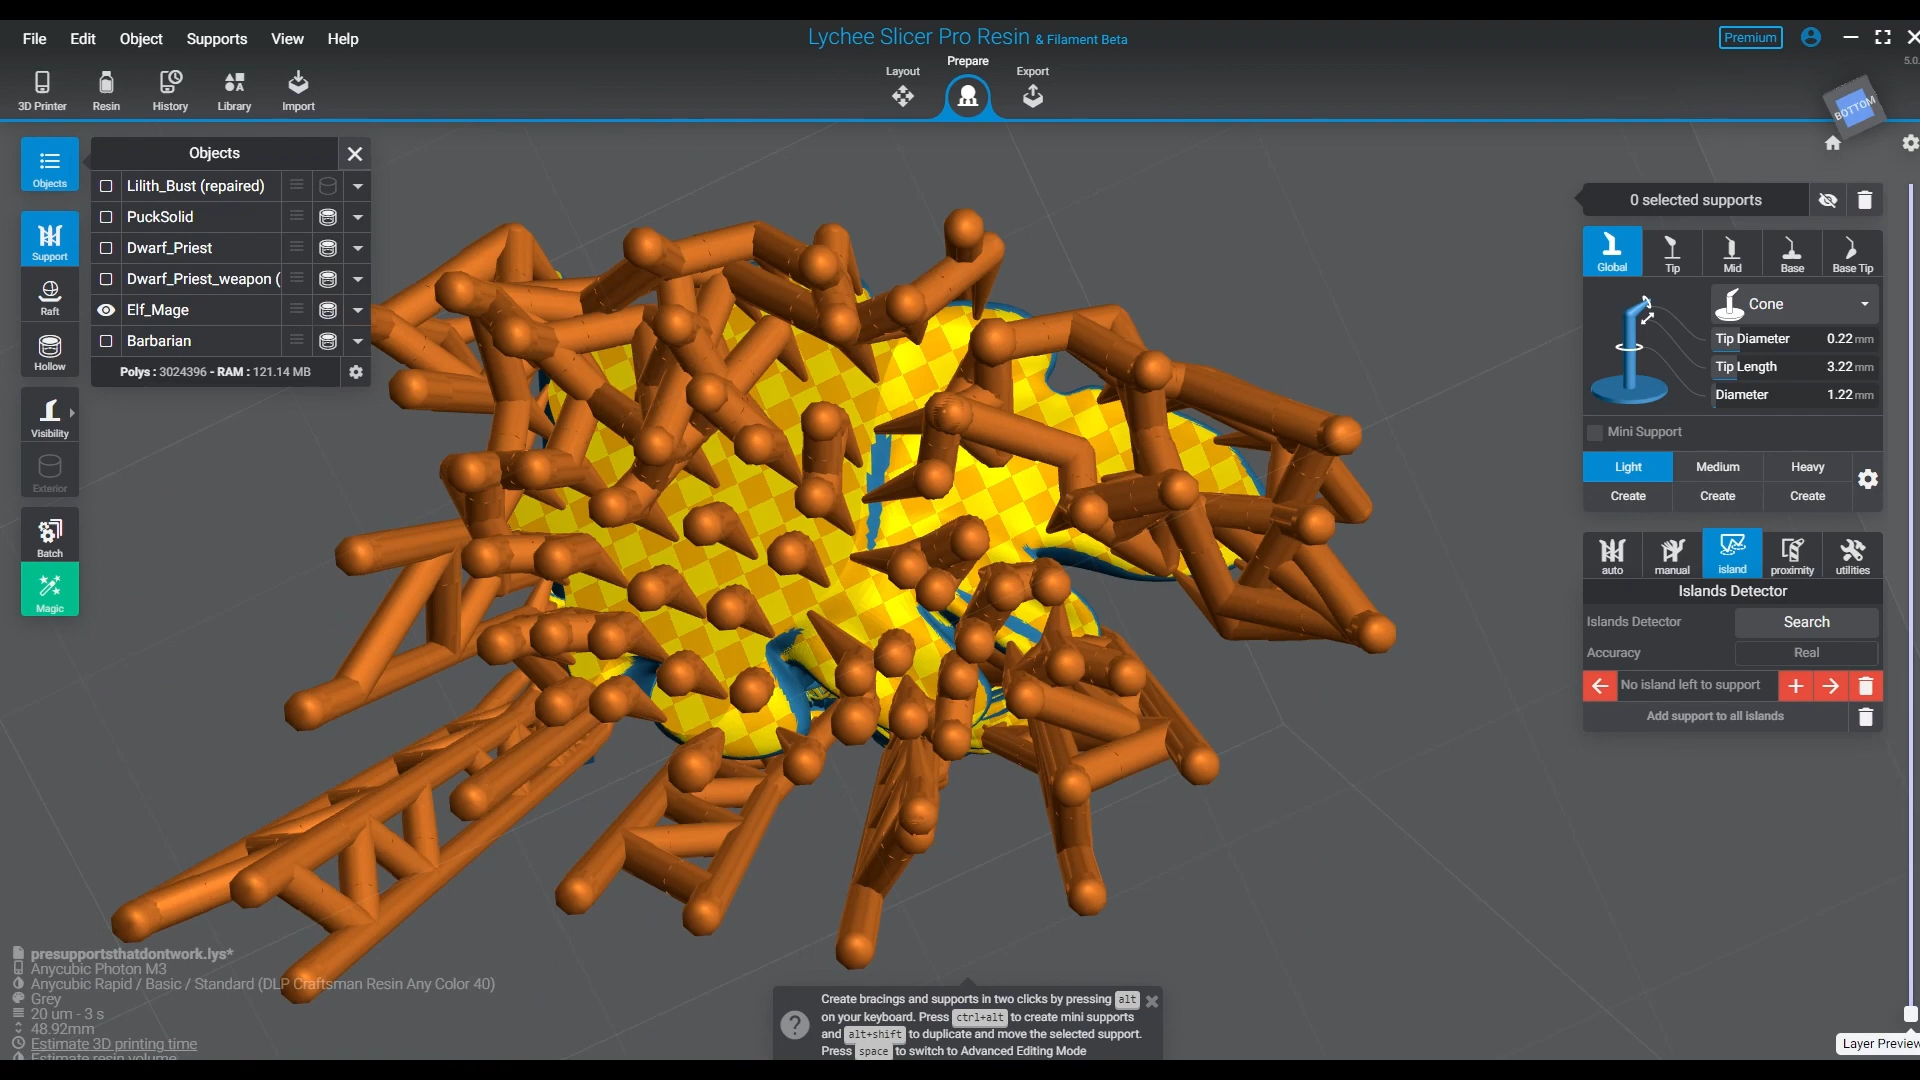 File Edit Object Supports View Help
Lychee Slicer Pro Resin & Filament Beta
Premium
5.0.
3D Printer Resin History Library Import
Layout Prepare Export
BOTTOM
Objects
Support
Raft
Hollow
Visibility
Exterior
Batch
Magic
Objects
Lilith_Bust (repaired)
PuckSolid
Dwarf_Priest
Dwarf_Priest_weapon (
Elf_Mage
Barbarian
Polys : 3024396 - RAM : 121.14 MB
0 selected supports
Global Tip Mid Base Base Tip
Cone
Tip Diameter 0.22 mm
Tip Length 3.22 mm
Diameter 1.22 mm
Mini Support
Light Medium Heavy
Create Create Create
auto manual island proximity utilities
Islands Detector
Islands Detector Search
Accuracy Real
No island left to support
Add support to all islands
presupportsthatdontwork.lys*
Anycubic Photon M3
Anycubic Rapid / Basic / Standard (DLP Craftsman Resin Any Color 40)
Grey
20 um - 3 s
48.92mm
Estimate 3D printing time
Estimate resin volume
Create bracings and supports in two clicks by pressing alt
on your keyboard. Press ctrl+alt to create mini supports
and alt+shift to duplicate and move the selected support.
Press space to switch to Advanced Editing Mode
Layer Preview